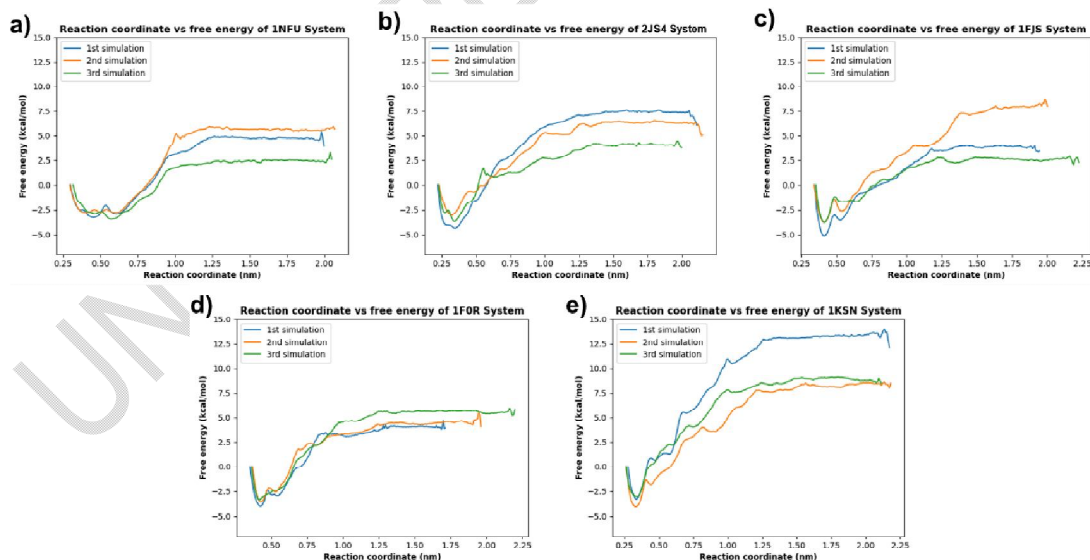 a)
Reaction coordinate vs free energy of 1NFU System
15.0
12.5
10.0
7.5
5.0
2.5
0.0
−2.5
−5.0
Free energy (kcal/mol)
1st simulation
2nd simulation
3rd simulation
0.25 0.50 0.75 1.00 1.25 1.50 1.75 2.00
Reaction coordinate (nm)
b)
Reaction coordinate vs free energy of 2JS4 System
15.0
12.5
10.0
7.5
5.0
2.5
0.0
−2.5
−5.0
Free energy (kcal/mol)
1st simulation
2nd simulation
3rd simulation
0.25 0.50 0.75 1.00 1.25 1.50 1.75 2.00
Reaction coordinate (nm)
c)
Reaction coordinate vs free energy of 1FJS System
15.0
12.5
10.0
7.5
5.0
2.5
0.0
−2.5
−5.0
Free energy (kcal/mol)
1st simulation
2nd simulation
3rd simulation
0.25 0.50 0.75 1.00 1.25 1.50 1.75 2.00 2.25
Reaction coordinate (nm)
d)
Reaction coordinate vs free energy of 1F0R System
15.0
12.5
10.0
7.5
5.0
2.5
0.0
−2.5
−5.0
Free energy (kcal/mol)
1st simulation
2nd simulation
3rd simulation
0.50 0.75 1.00 1.25 1.50 1.75 2.00 2.25
Reaction coordinate (nm)
e)
Reaction coordinate vs free energy of 1KSN System
15.0
12.5
10.0
7.5
5.0
2.5
0.0
−2.5
−5.0
Free energy (kcal/mol)
1st simulation
2nd simulation
3rd simulation
0.25 0.50 0.75 1.00 1.25 1.50 1.75 2.00 2.25
Reaction coordinate (nm)
UN